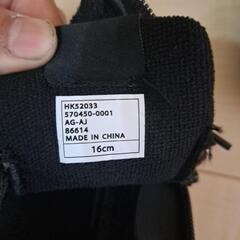 HK52033
570450-0001
AG-AJ
86614
MADE IN CHINA
16cm